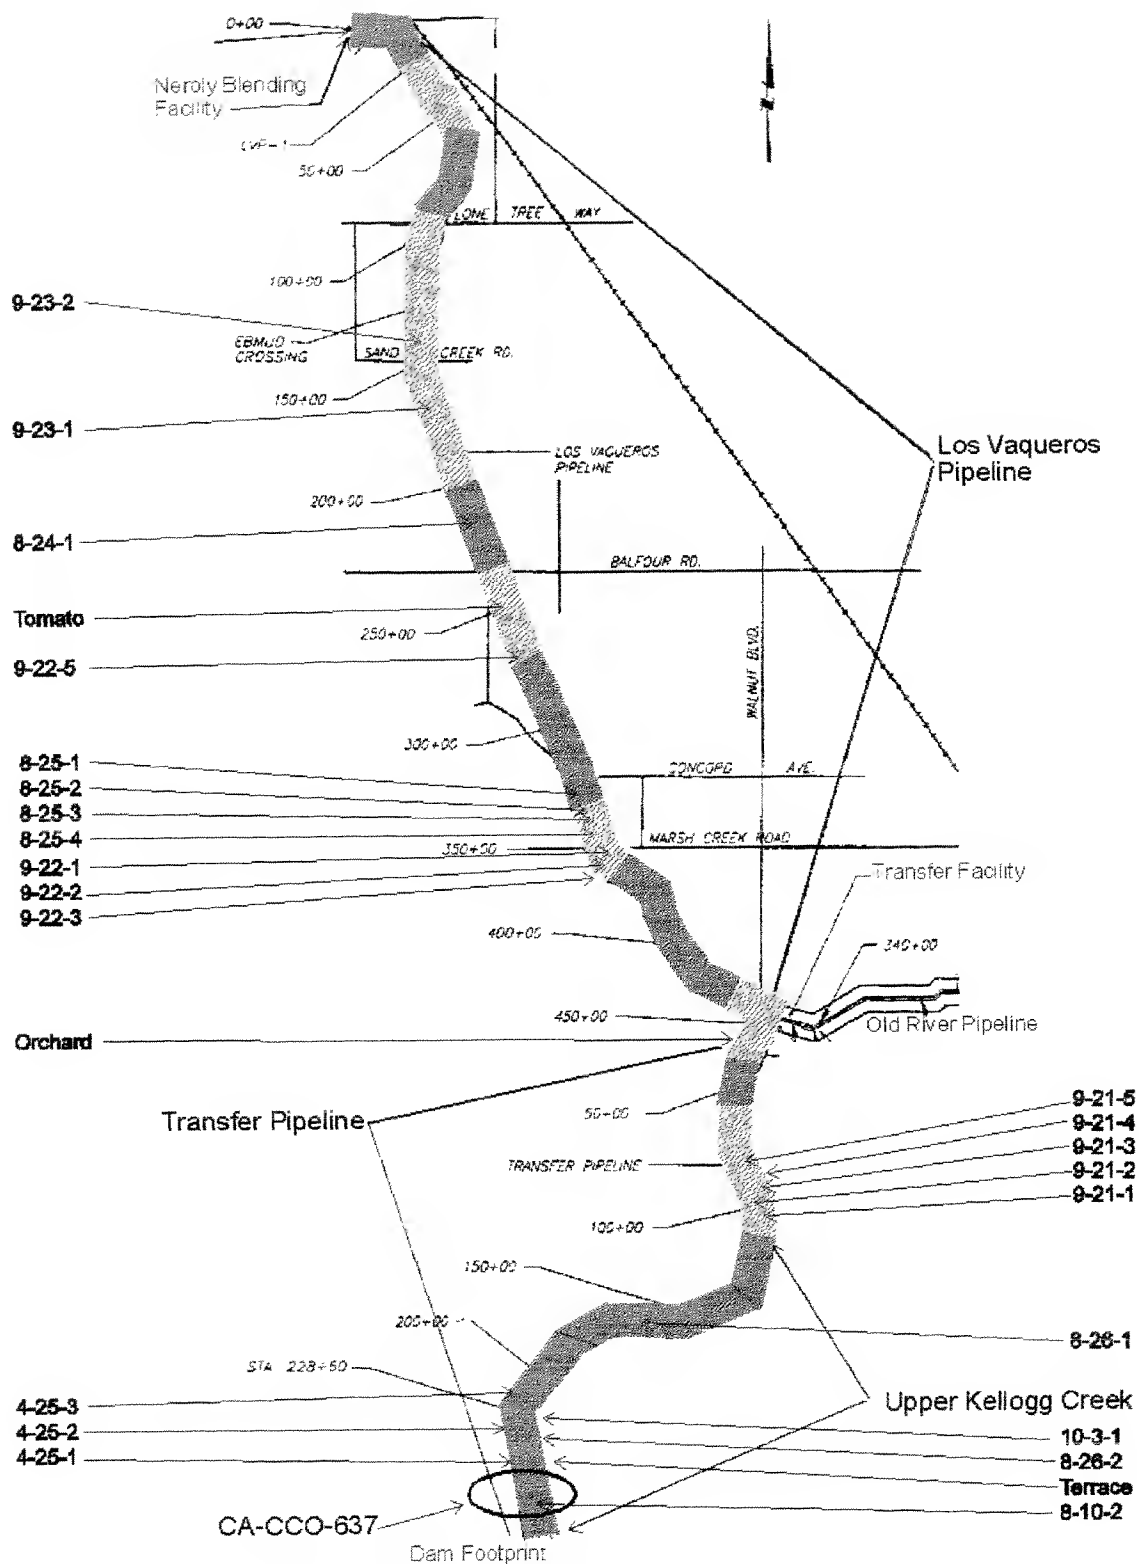 0+00
Neroly Blending
Facility
LVP-1
50+00
LONE TREE WAY
100+00
9-23-2
EBMUD
CROSSING
SAND CREEK RD.
150+00
9-23-1
Los Vaqueros
Pipeline
LOS VAQUEROS
PIPELINE
200+00
8-24-1
BALFOUR RD.
Tomato
250+00
9-22-5
WALNUT BLVD.
300+00
8-25-1
CONCORD AVE.
8-25-2
8-25-3
8-25-4
MARSH CREEK ROAD
350+00
9-22-1
Transfer Facility
9-22-2
9-22-3
400+00
340+00
450+00
Old River Pipeline
Orchard
Transfer Pipeline
50+00
9-21-5
9-21-4
9-21-3
TRANSFER PIPELINE
9-21-2
9-21-1
100+00
150+00
200+00
8-26-1
STA. 228+50
4-25-3
Upper Kellogg Creek
4-25-2
10-3-1
4-25-1
8-26-2
Terrace
8-10-2
CA-CCO-637
Dam Footprint